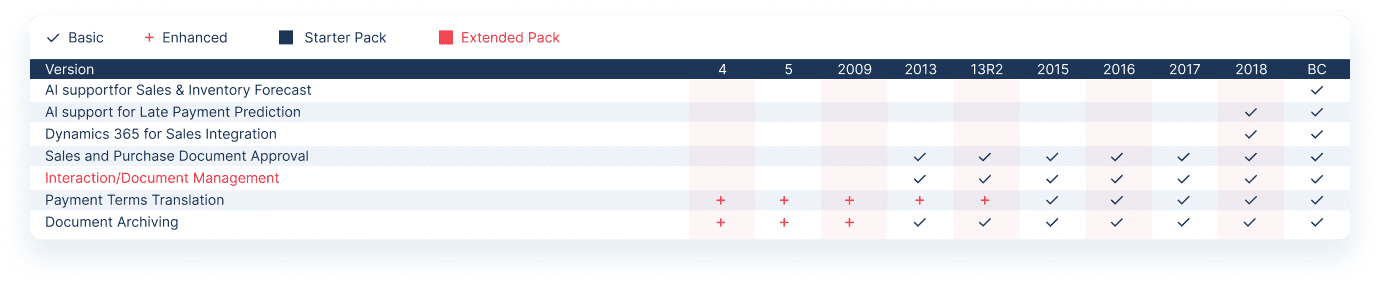 ✓ Basic + Enhanced Starter Pack Extended Pack
Version 4 5 2009 2013 13R2 2015 2016 2017 2018 BC
AI supportfor Sales & Inventory Forecast ✓
AI support for Late Payment Prediction ✓ ✓
Dynamics 365 for Sales Integration ✓ ✓
Sales and Purchase Document Approval ✓ ✓ ✓ ✓ ✓ ✓ ✓
Interaction/Document Management ✓ ✓ ✓ ✓ ✓ ✓ ✓
Payment Terms Translation + + + + + ✓ ✓ ✓ ✓ ✓
Document Archiving + + + ✓ ✓ ✓ ✓ ✓ ✓ ✓